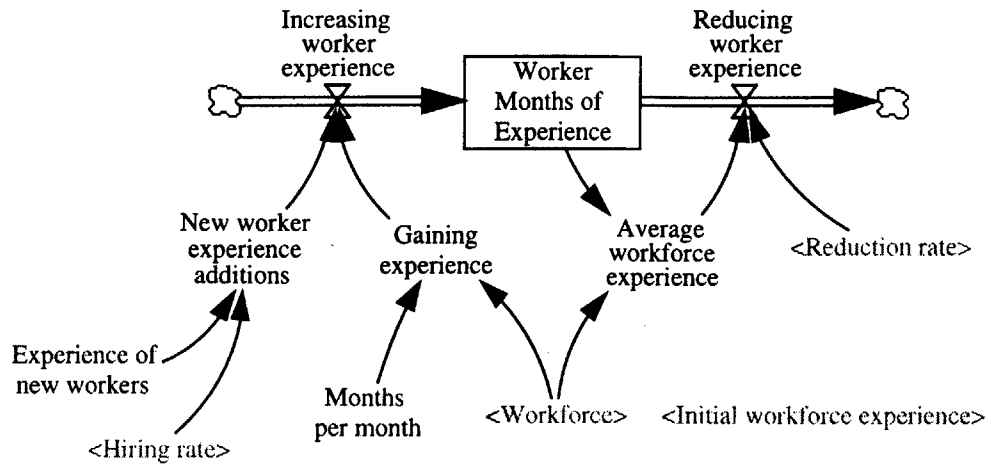 Increasing
worker
experience
Worker
Months of
Experience
Reducing
worker
experience
New worker
experience
additions
Gaining
experience
Average
workforce
experience
<Reduction rate>
Experience of
new workers
Months
per month
<Workforce>
<Initial workforce experience>
<Hiring rate>